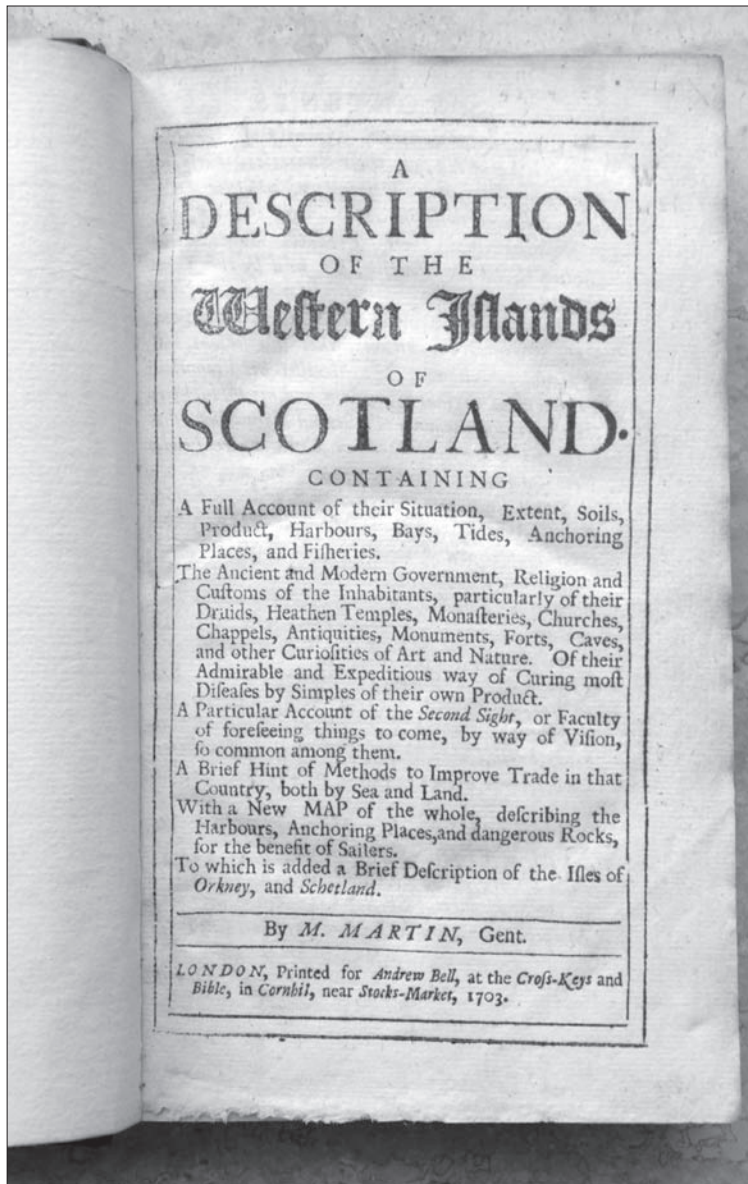 A
DESCRIPTION
OF THE
Weſtern Iſlands
OF
SCOTLAND.
CONTAINING
A Full Account of their Situation, Extent, Soils,
Product, Harbours, Bays, Tides, Anchoring
Places, and Fiſheries.
The Ancient and Modern Government, Religion and
Cuſtoms of the Inhabitants, particularly of their
Druids, Heathen Temples, Monaſteries, Churches,
Chappels, Antiquities, Monuments, Forts, Caves,
and other Curioſities of Art and Nature. Of their
Admirable and Expeditious way of Curing moſt
Diſeaſes by Simples of their own Product.
A Particular Account of the Second Sight, or Faculty
of foreſeeing things to come, by way of Viſion,
ſo common among them.
A Brief Hint of Methods to Improve Trade in that
Country, both by Sea and Land.
With a New MAP of the whole, deſcribing the
Harbours, Anchoring Places,and dangerous Rocks,
for the benefit of Sailers.
To which is added a Brief Deſcription of the Iſles of
Orkney, and Schetland.
By M. MARTIN, Gent.
LONDON, Printed for Andrew Bell, at the Croſs-Keys and
Bible, in Cornhil, near Stocks-Market, 1703.